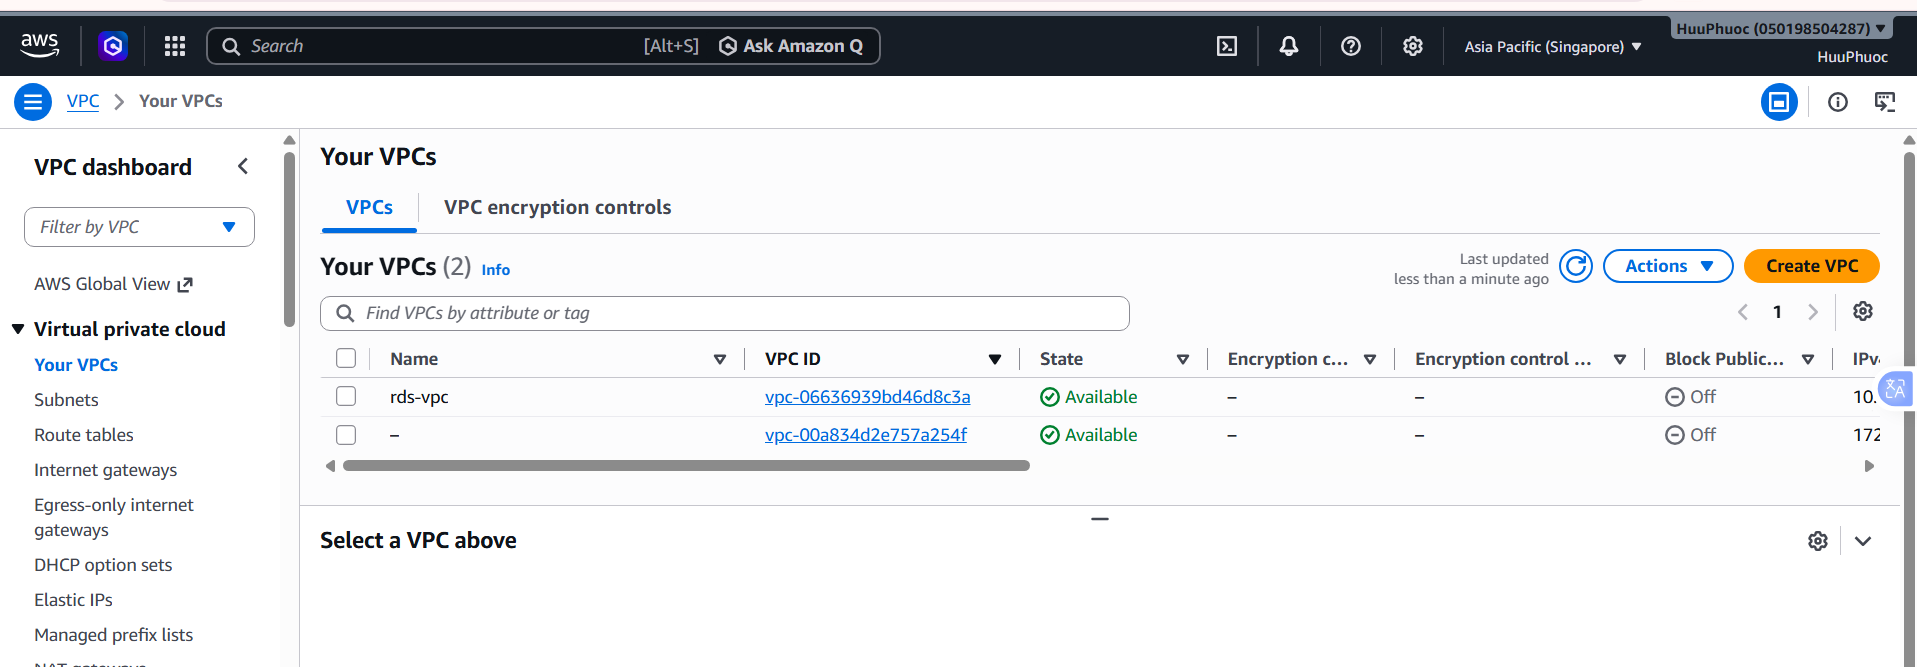 aws
Search [Alt+S] Ask Amazon Q
Asia Pacific (Singapore)
HuuPhuoc (050198504287)
HuuPhuoc
VPC > Your VPCs
VPC dashboard
Filter by VPC
AWS Global View
Virtual private cloud
Your VPCs
Subnets
Route tables
Internet gateways
Egress-only internet
gateways
DHCP option sets
Elastic IPs
Managed prefix lists
Your VPCs
VPCs
VPC encryption controls
Your VPCs (2) Info
Last updated
less than a minute ago
Actions
Create VPC
Find VPCs by attribute or tag
1
Name VPC ID State Encryption c... Encryption control ... Block Public... IPv
rds-vpc vpc-06636939bd46d8c3a Available – – Off 10.
– vpc-00a834d2e757a254f Available – – Off 172
Select a VPC above